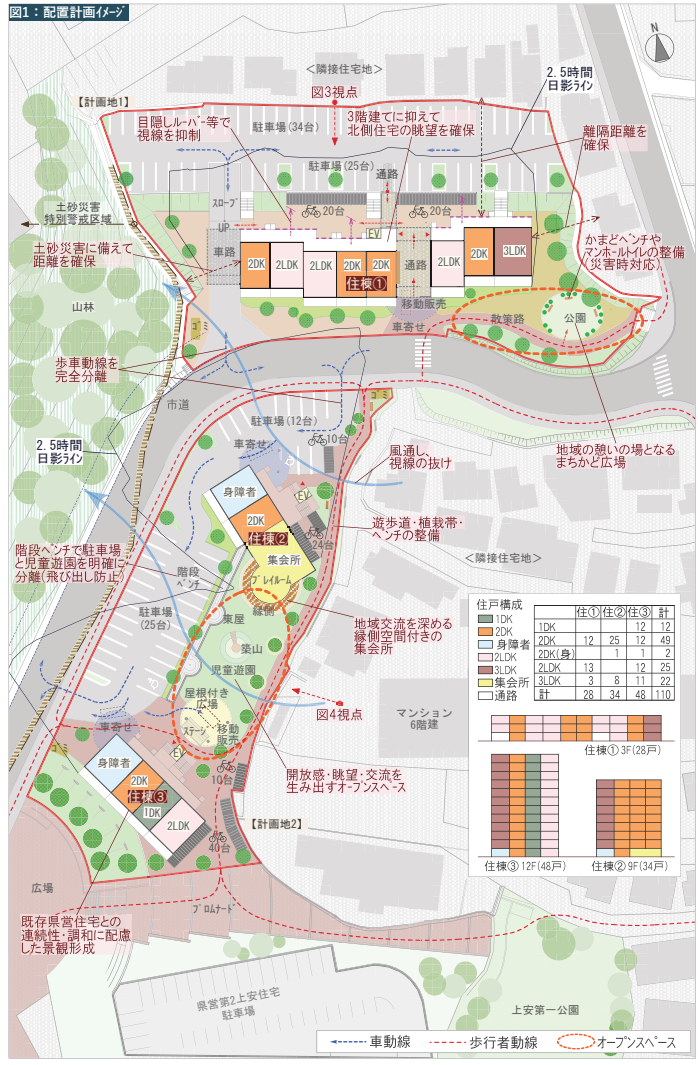 図1：配置計画イメージ
N
＜隣接住宅地＞
2.5時間
日影ライン
図3視点
【計画地1】
目隠しルーバー等で
視線を抑制
3階建てに抑えて
北側住宅の眺望を確保
離隔距離を
確保
駐車場(34台)
駐車場(25台)
通路
スロープ
20台
20台
土砂災害
特別警戒区域
UP
EV
かまどベンチや
マンホールトイレの整備
(災害時対応)
土砂災害に備えて
距離を確保
車路
2DK
2LDK
2LDK
2DK
2DK
通路
2LDK
2DK
3LDK
住棟①
移動販売
山林
ゴミ
車寄せ
散策路
公園
歩車動線を
完全分離
市道
駐車場(12台)
ゴミ
車寄せ
10台
2.5時間
日影ライン
風通し、
視線の抜け
地域の憩いの場となる
まちかど広場
身障者
EV
2DK
住棟②
24台
遊歩道・植栽帯・
ベンチの整備
集会所
プレイルーム
階段ベンチで駐車場
と児童遊園を明確に
分離(飛び出し防止)
階段
ベンチ
＜隣接住宅地＞
駐車場
(25台)
東屋
縁側
地域交流を深める
縁側空間付きの
集会所
築山
児童遊園
屋根付き
広場
図4視点
マンション
6階建
車寄せ
ステージ
移動
販売
ゴミ
EV
身障者
2DK
住棟③
1DK
2LDK
10台
開放感・眺望・交流を
生み出すオープンスペース
【計画地2】
40台
広場
プロムナード
既存県営住宅との
連続性・調和に配慮
した景観形成
県営第2上安住宅
駐車場
上安第一公園
住戸構成
1DK
2DK
身障者
2LDK
3LDK
集会所
通路
住① 住② 住③ 計
1DK 12 12
2DK 12 25 12 49
2DK(身) 1 1 2
2LDK 13 12 25
3LDK 3 8 11 22
計 28 34 48 110
住棟① 3F(28戸)
住棟③ 12F(48戸)
住棟② 9F(34戸)
車動線
歩行者動線
オープンスペース